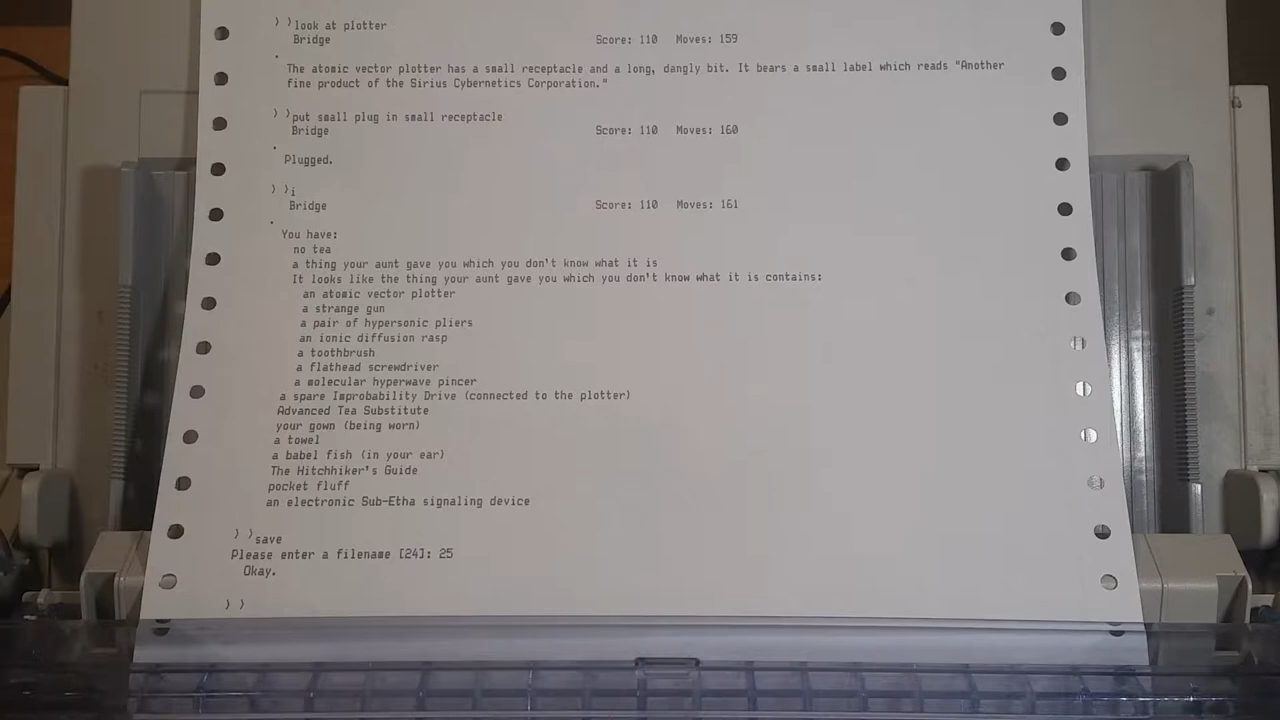 ) )look at plotter
Bridge Score: 110 Moves: 159
.
The atomic vector plotter has a small receptacle and a long, dangly bit. It bears a small label which reads "Another
fine product of the Sirius Cybernetics Corporation."
) )put small plug in small receptacle
Bridge Score: 110 Moves: 160
.
Plugged.
) )i
Bridge Score: 110 Moves: 161
.
You have:
no tea
a thing your aunt gave you which you don't know what it is
It looks like the thing your aunt gave you which you don't know what it is contains:
an atomic vector plotter
a strange gun
a pair of hypersonic pliers
an ionic diffusion rasp
a toothbrush
a flathead screwdriver
a molecular hyperwave pincer
a spare Improbability Drive (connected to the plotter)
Advanced Tea Substitute
your gown (being worn)
a towel
a babel fish (in your ear)
The Hitchhiker's Guide
pocket fluff
an electronic Sub-Etha signaling device
) )save
Please enter a filename [24]: 25
Okay.
) )